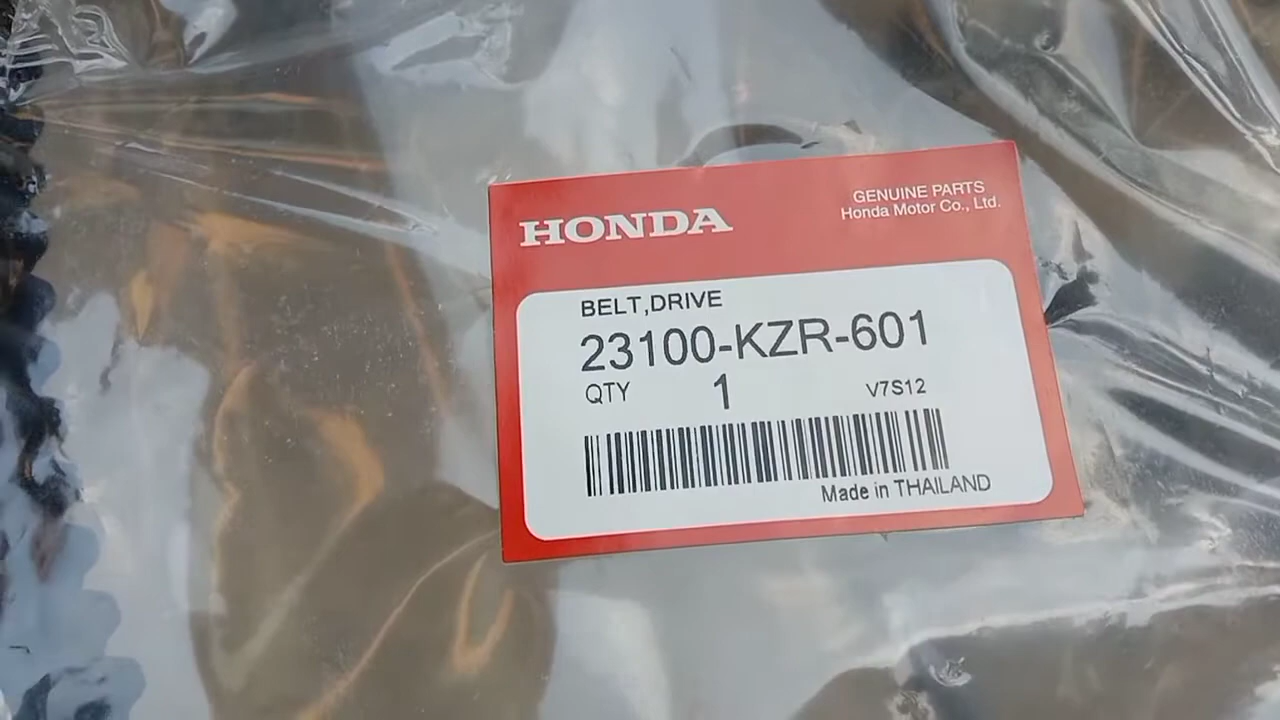 HONDA
GENUINE PARTS
Honda Motor Co., Ltd.
BELT,DRIVE
23100-KZR-601
QTY 1 V7S12
Made in THAILAND